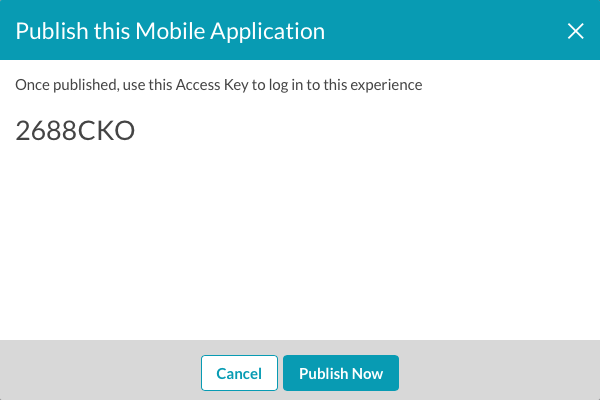 Publish this Mobile Application
Once published, use this Access Key to log in to this experience
2688CKO
Cancel
Publish Now